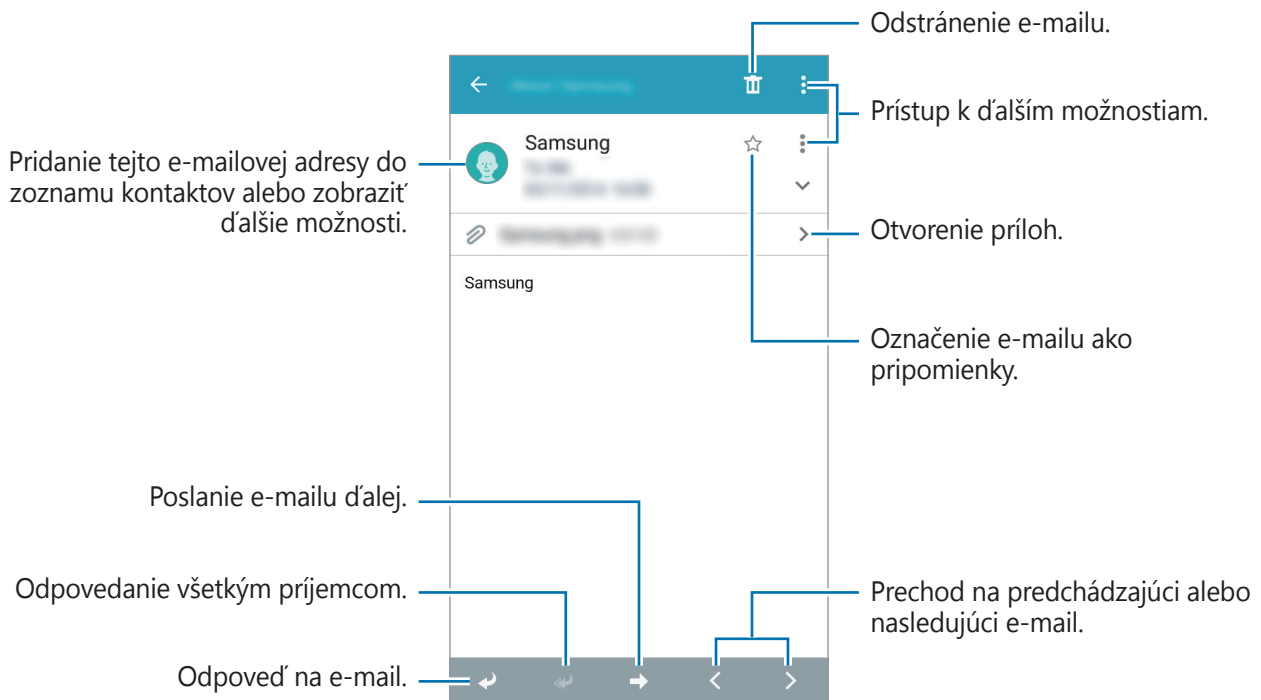 Odstránenie e-mailu.
Prístup k ďalším možnostiam.
Samsung
Pridanie tejto e-mailovej adresy do
zoznamu kontaktov alebo zobraziť
ďalšie možnosti.
Otvorenie príloh.
Samsung
Označenie e-mailu ako
pripomienky.
Poslanie e-mailu ďalej.
Odpovedanie všetkým príjemcom.
Prechod na predchádzajúci alebo
nasledujúci e-mail.
Odpoveď na e-mail.